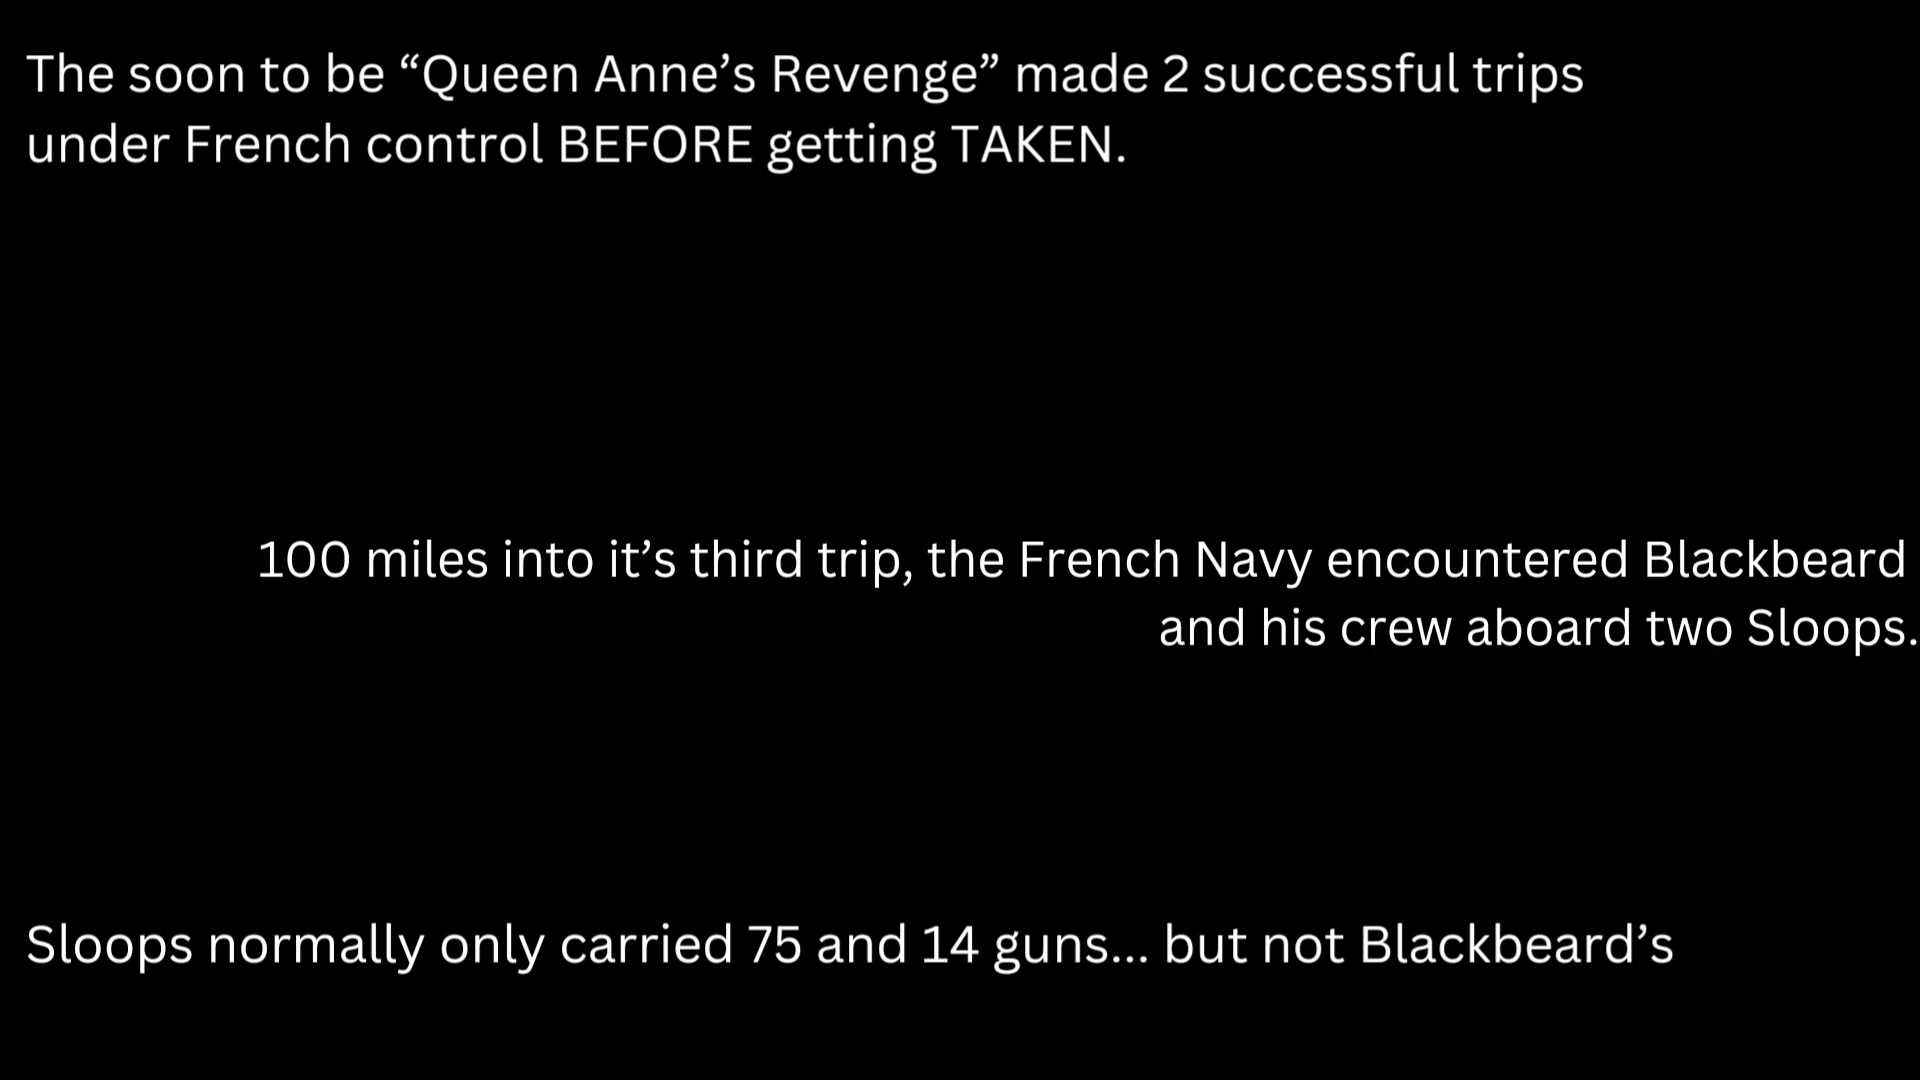 The soon to be “Queen Anne’s Revenge” made 2 successful trips
under French control BEFORE getting TAKEN.
100 miles into it’s third trip, the French Navy encountered Blackbeard
and his crew aboard two Sloops.
Sloops normally only carried 75 and 14 guns... but not Blackbeard’s